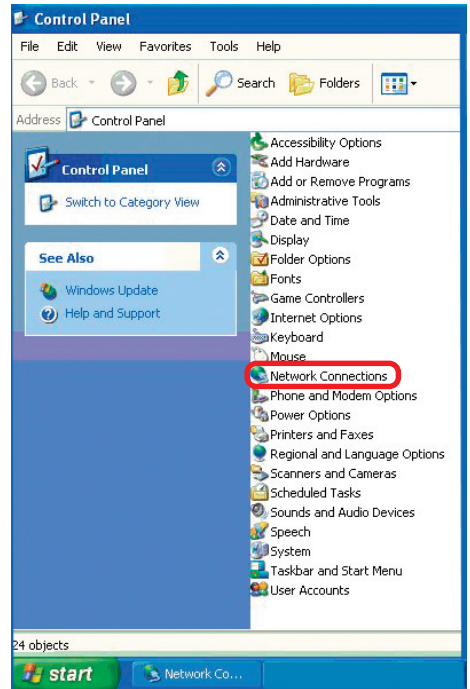 Control Panel
File Edit View Favorites Tools Help
Back Search Folders
Address Control Panel
Control Panel
Switch to Category View
See Also
Windows Update
Help and Support
Accessibility Options
Add Hardware
Add or Remove Programs
Administrative Tools
Date and Time
Display
Folder Options
Fonts
Game Controllers
Internet Options
Keyboard
Mouse
Network Connections
Phone and Modem Options
Power Options
Printers and Faxes
Regional and Language Options
Scanners and Cameras
Scheduled Tasks
Sounds and Audio Devices
Speech
System
Taskbar and Start Menu
User Accounts
24 objects
start Network Co...